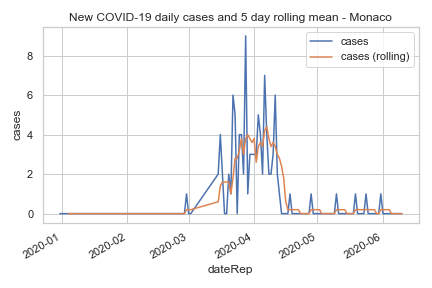 New COVID-19 daily cases and 5 day rolling mean - Monaco
cases
cases (rolling)
8
6
4
2
0
cases
2020-01
2020-02
2020-03
2020-04
2020-05
2020-06
dateRep